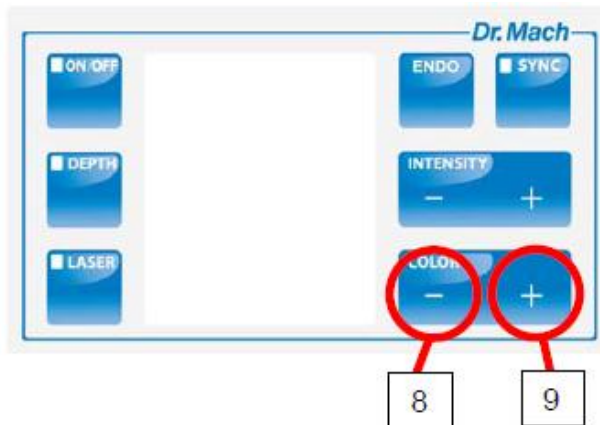 Dr. Mach
ON/OFF
ENDO
SYNC
DEPTH
INTENSITY
- +
LASER
COLOR
- +
8
9